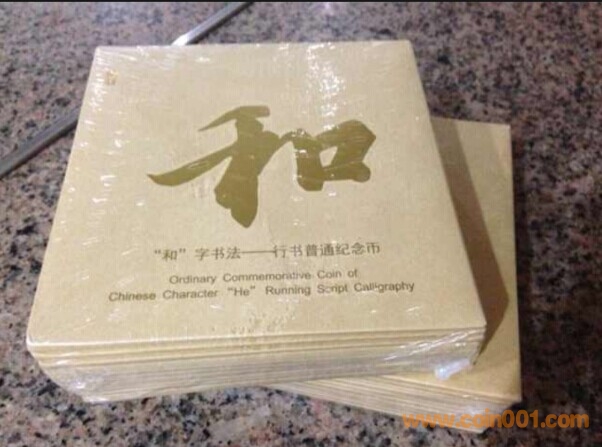 和
“和”字书法——行书普通纪念币
Ordinary Commemorative Coin of
Chinese Character “He” Running Script Calligraphy
www.coin001.com